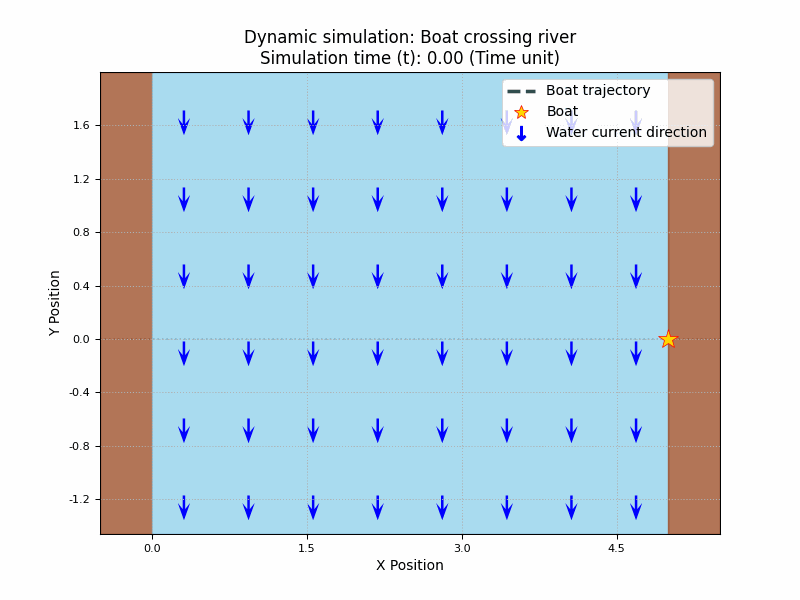 Dynamic simulation: Boat crossing river
Simulation time (t): 0.00 (Time unit)
Boat trajectory
Boat
Water current direction
Y Position
1.6
1.2
0.8
0.4
0.0
-0.4
-0.8
-1.2
0.0 1.5 3.0 4.5
X Position